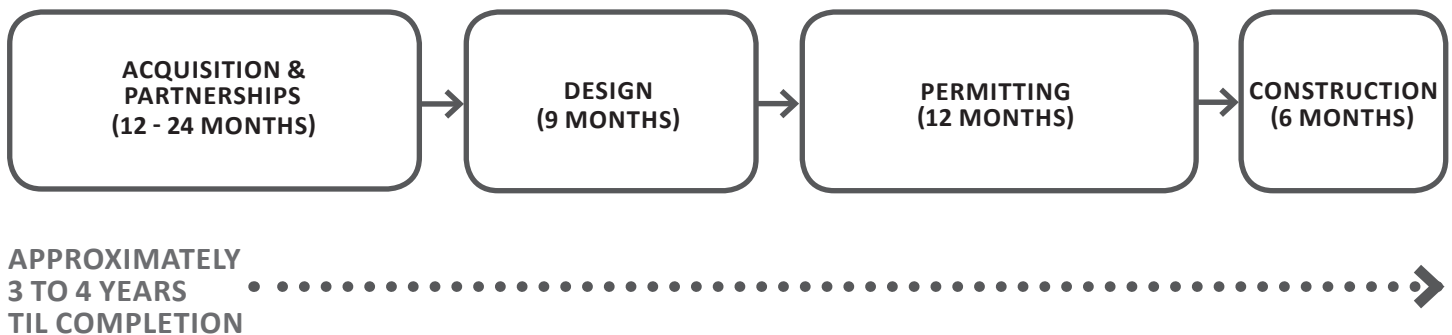 ACQUISITION &
PARTNERSHIPS
(12 - 24 MONTHS)
DESIGN
(9 MONTHS)
PERMITTING
(12 MONTHS)
CONSTRUCTION
(6 MONTHS)
APPROXIMATELY
3 TO 4 YEARS
TIL COMPLETION